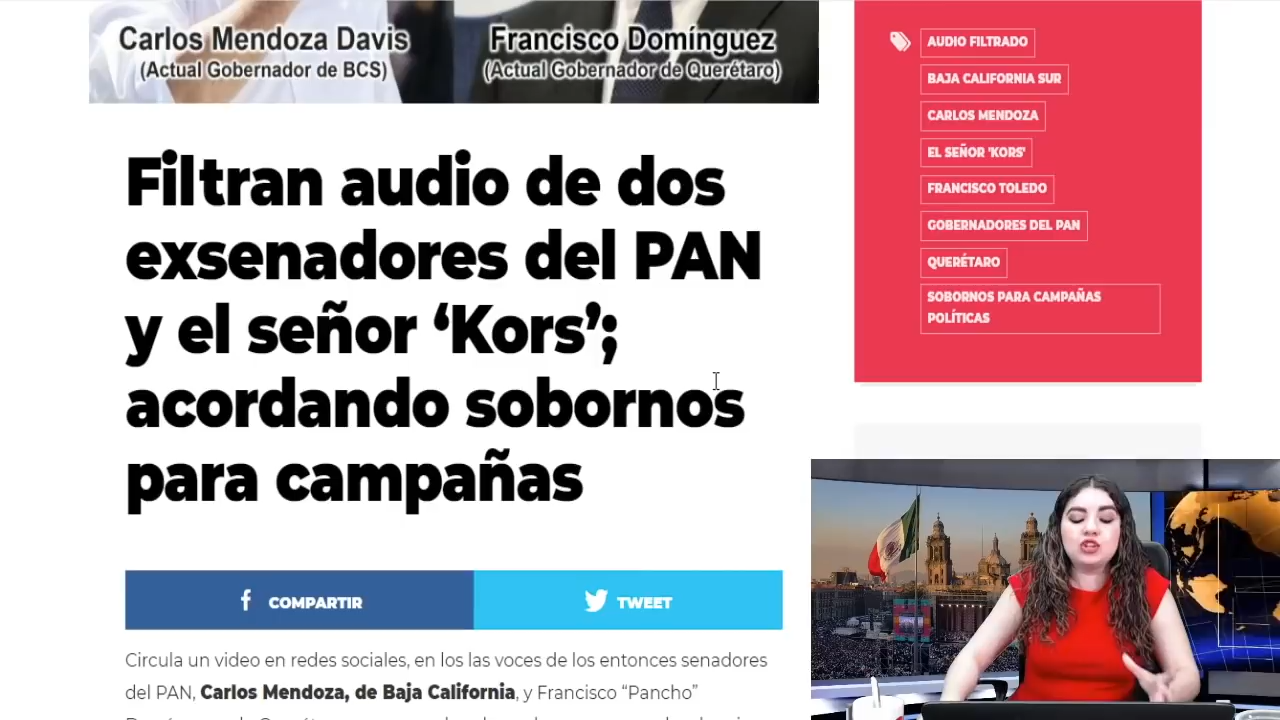 Carlos Mendoza Davis
(Actual Gobernador de BCS)
Francisco Domínguez
(Actual Gobernador de Querétaro)
Filtran audio de dos
exsenadores del PAN
y el señor ‘Kors’;
acordando sobornos
para campañas
COMPARTIR
TWEET
Circula un video en redes sociales, en los las voces de los entonces senadores
del PAN, Carlos Mendoza, de Baja California, y Francisco “Pancho”
AUDIO FILTRADO
BAJA CALIFORNIA SUR
CARLOS MENDOZA
EL SEÑOR 'KORS'
FRANCISCO TOLEDO
GOBERNADORES DEL PAN
QUERÉTARO
SOBORNOS PARA CAMPAÑAS
POLÍTICAS